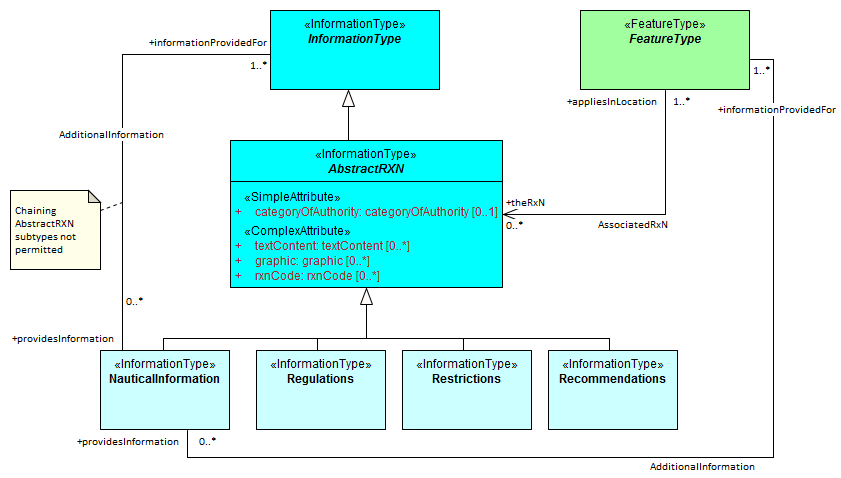 «InformationType»
InformationType
«FeatureType»
FeatureType
+informationProvidedFor
1..*
1..*
+appliesInLocation
1..*
+informationProvidedFor
AdditionalInformation
«InformationType»
AbstractRXN
«SimpleAttribute»
+ categoryOfAuthority: categoryOfAuthority [0..1]
«ComplexAttribute»
+ textContent: textContent [0..*]
+ graphic: graphic [0..*]
+ rxnCode: rxnCode [0..*]
+theRxN
0..*
AssociatedRxN
Chaining
AbstractRXN
subtypes not
permitted
0..*
+providesInformation
«InformationType»
NauticalInformation
«InformationType»
Regulations
«InformationType»
Restrictions
«InformationType»
Recommendations
+providesInformation
0..*
AdditionalInformation